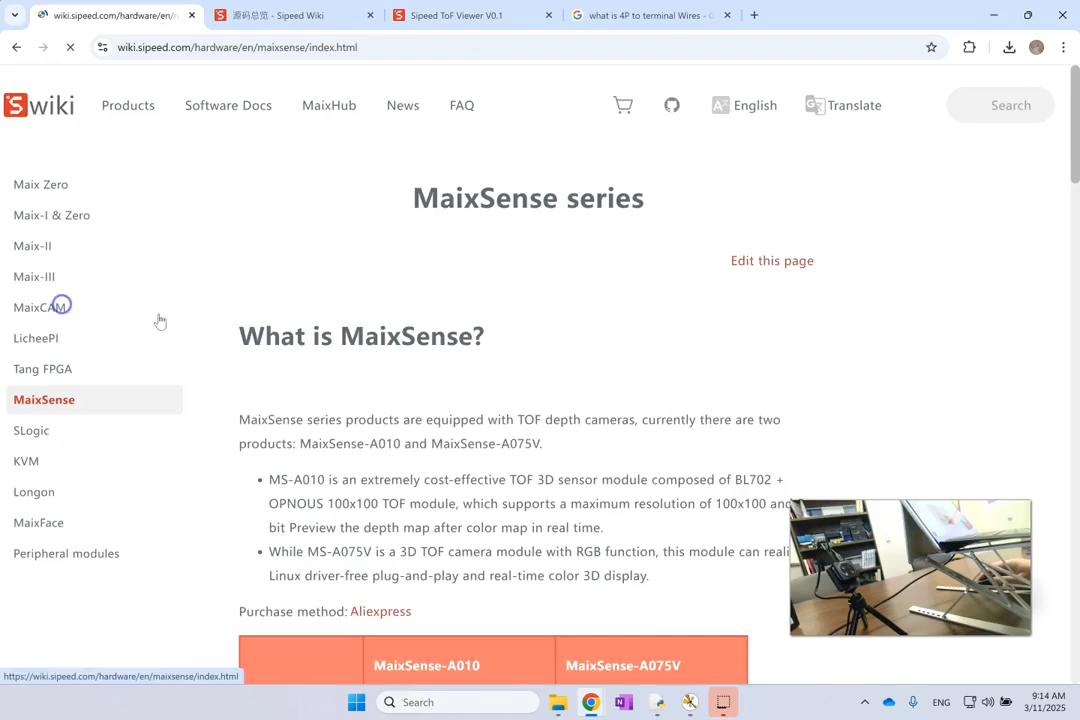 wiki.sipeed.com/hardware/en/
源码总览 - Sipeed Wiki
Sipeed ToF Viewer V0.1
what is 4P to terminal Wires - G
wiki.sipeed.com/hardware/en/maixsense/index.html
S wiki
Products
Software Docs
MaixHub
News
FAQ
English
Translate
Search
Maix Zero
Maix-I & Zero
Maix-II
Maix-III
MaixCAM
LicheePI
Tang FPGA
MaixSense
SLogic
KVM
Longon
MaixFace
Peripheral modules
MaixSense series
Edit this page
What is MaixSense?
MaixSense series products are equipped with TOF depth cameras, currently there are two
products: MaixSense-A010 and MaixSense-A075V.
• MS-A010 is an extremely cost-effective TOF 3D sensor module composed of BL702 +
OPNOUS 100x100 TOF module, which supports a maximum resolution of 100x100 and
bit Preview the depth map after color map in real time.
• While MS-A075V is a 3D TOF camera module with RGB function, this module can reali
Linux driver-free plug-and-play and real-time color 3D display.
Purchase method: Aliexpress
MaixSense-A010
MaixSense-A075V
https://wiki.sipeed.com/hardware/en/maixsense/index.html
Search
ENG
9:14 AM
3/11/2025